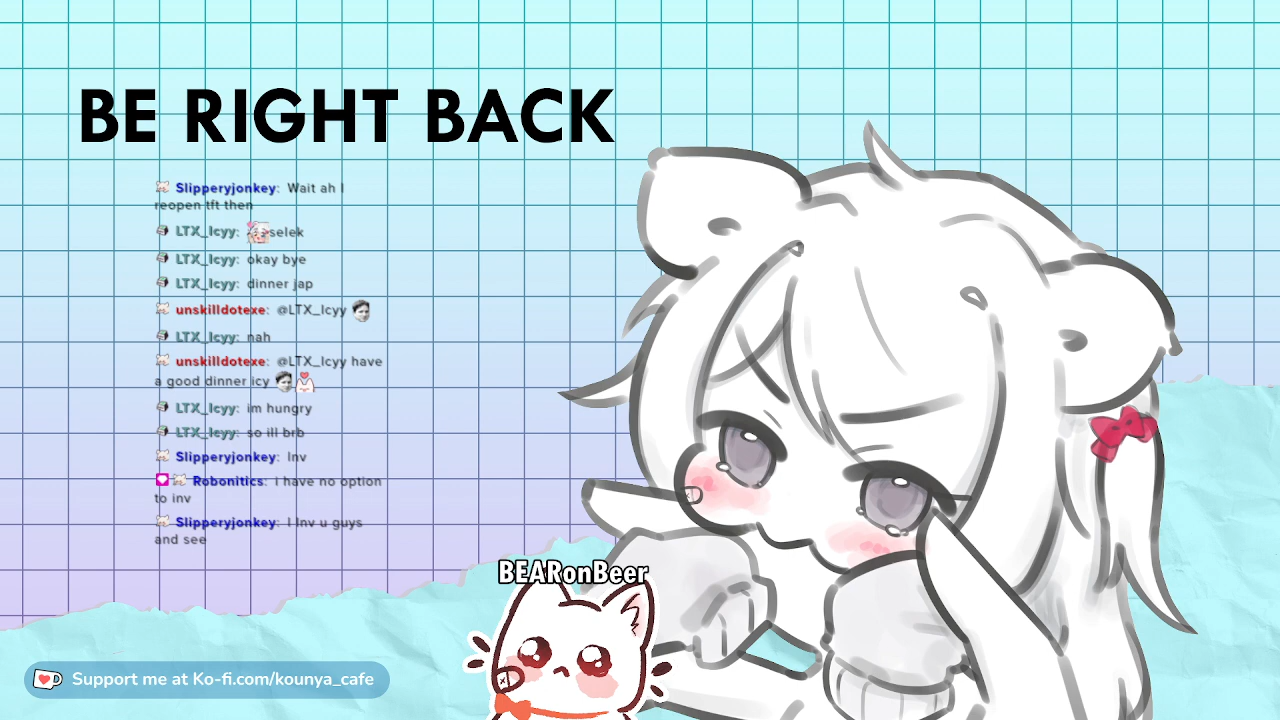 BE RIGHT BACK
Slipperyjonkey: Wait ah I
reopen tft then
LTX_Icyy: selek
LTX_Icyy: okay bye
LTX_Icyy: dinner jap
unskilldotexe: @LTX_Icyy
LTX_Icyy: nah
unskilldotexe: @LTX_Icyy have
a good dinner icy
LTX_Icyy: im hungry
LTX_Icyy: so ill brb
Slipperyjonkey: Inv
Robonitics: i have no option
to inv
Slipperyjonkey: I Inv u guys
and see
BEARonBeer
Support me at Ko-fi.com/kounya_cafe